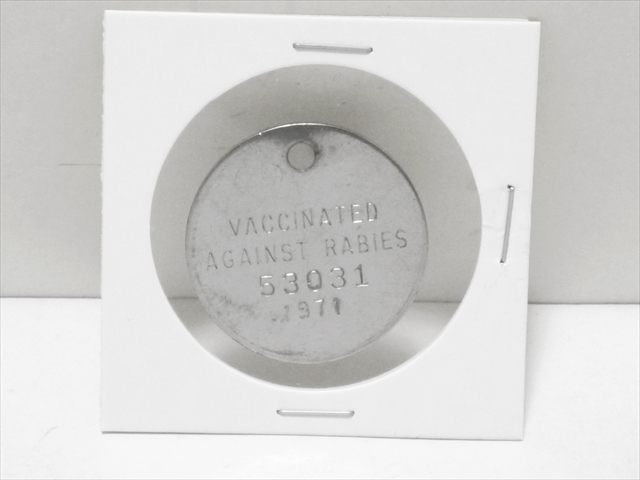 VACCINATED
AGAINST RABIES
53031
1971